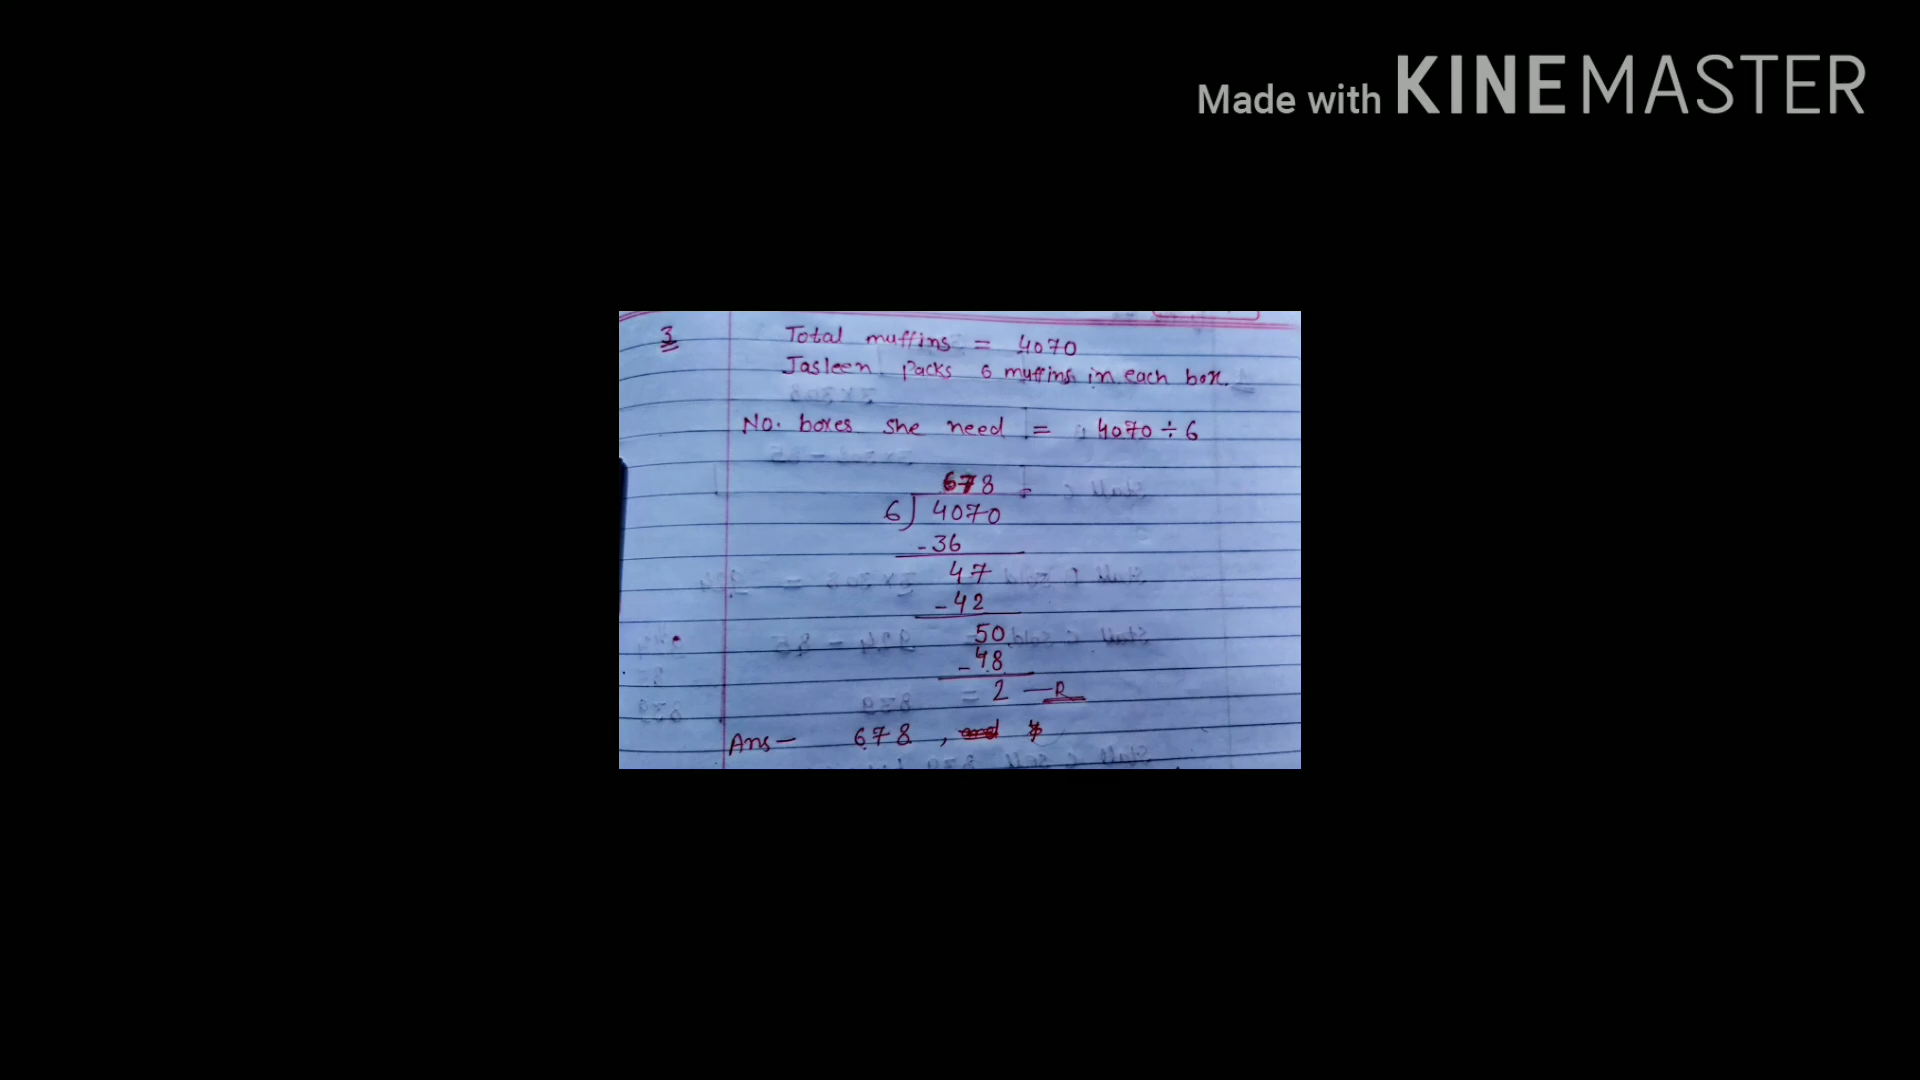 Made with KINEMASTER
3
Total muffins = 4070
Jasleen packs 6 muffins in each box.
No. boxes she need = 4070 ÷ 6
678
6) 4070
-36
47
-42
50
-48
2 — R
Ans - 678 ,